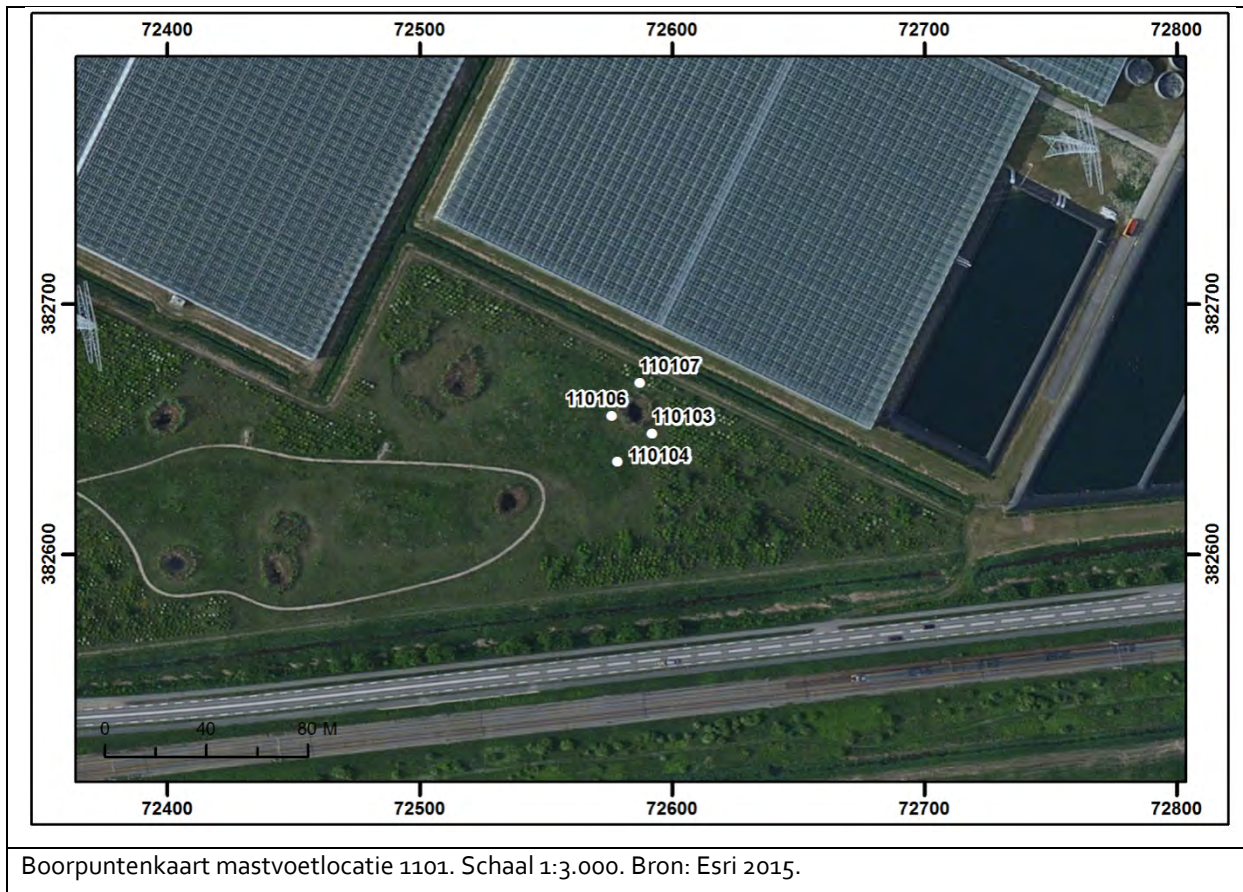 72400 72500 72600 72700 72800
382700 382700
110107
110106
110103
110104
382600 382600
0 40 80 M
72400 72500 72600 72700 72800
Boorpuntenkaart mastvoetlocatie 1101. Schaal 1:3.000. Bron: Esri 2015.